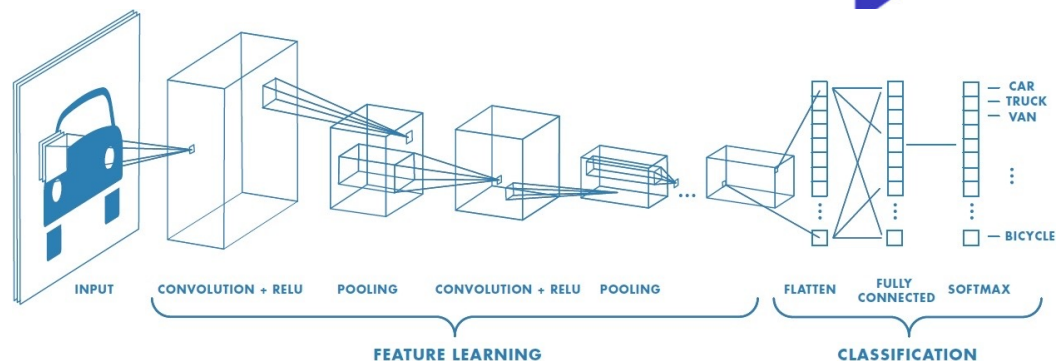 CAR
TRUCK
VAN
BICYCLE
INPUT
CONVOLUTION + RELU
POOLING
CONVOLUTION + RELU
POOLING
FLATTEN
FULLY
CONNECTED
SOFTMAX
FEATURE LEARNING
CLASSIFICATION